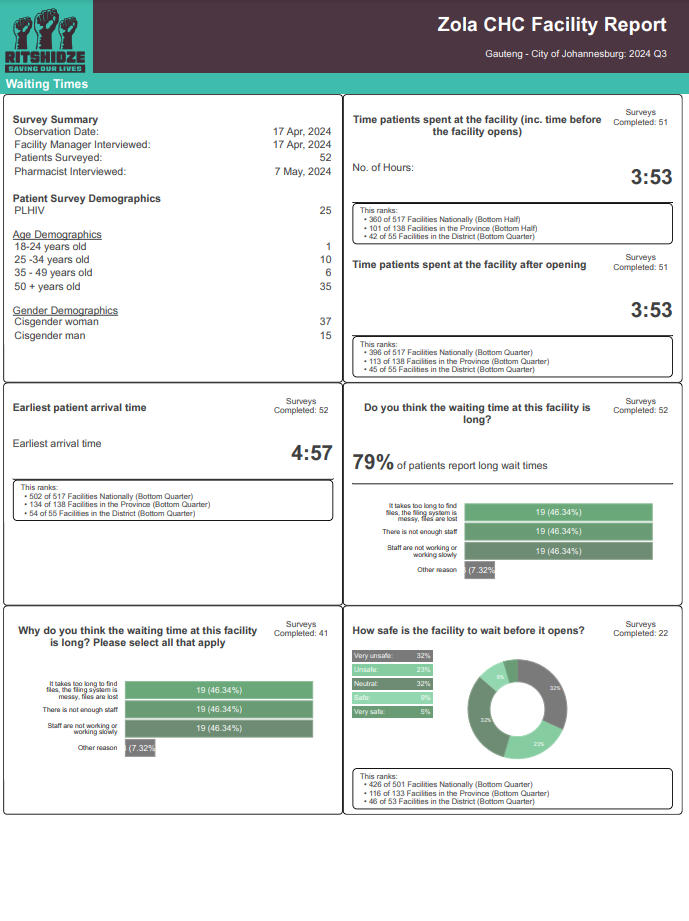 RITSHIDZE
SAVING OUR LIVES
Zola CHC Facility Report
Gauteng - City of Johannesburg: 2024 Q3
Waiting Times
Survey Summary
Observation Date: 17 Apr, 2024
Facility Manager Interviewed: 17 Apr, 2024
Patients Surveyed: 52
Pharmacist Interviewed: 7 May, 2024
Patient Survey Demographics
PLHIV 25
Age Demographics
18-24 years old 1
25 -34 years old 10
35 - 49 years old 6
50 + years old 35
Gender Demographics
Cisgender woman 37
Cisgender man 15
Time patients spent at the facility (inc. time before
the facility opens)
Surveys
Completed: 51
No. of Hours:
3:53
This ranks:
• 360 of 517 Facilities Nationally (Bottom Half)
• 101 of 138 Facilities in the Province (Bottom Half)
• 42 of 55 Facilities in the District (Bottom Quarter)
Time patients spent at the facility after opening
Surveys
Completed: 51
3:53
This ranks:
• 396 of 517 Facilities Nationally (Bottom Quarter)
• 113 of 138 Facilities in the Province (Bottom Quarter)
• 45 of 55 Facilities in the District (Bottom Quarter)
Earliest patient arrival time
Surveys
Completed: 52
Earliest arrival time
4:57
This ranks:
• 502 of 517 Facilities Nationally (Bottom Quarter)
• 134 of 138 Facilities in the Province (Bottom Quarter)
• 54 of 55 Facilities in the District (Bottom Quarter)
Do you think the waiting time at this facility is
long?
Surveys
Completed: 52
79% of patients report long wait times
It takes too long to find
files, the filing system is
messy, files are lost
19 (46.34%)
There is not enough staff 19 (46.34%)
Staff are not working or
working slowly
19 (46.34%)
Other reason (7.32%)
Why do you think the waiting time at this facility
is long? Please select all that apply
Surveys
Completed: 41
It takes too long to find
files, the filing system is
messy, files are lost
19 (46.34%)
There is not enough staff 19 (46.34%)
Staff are not working or
working slowly
19 (46.34%)
Other reason (7.32%)
How safe is the facility to wait before it opens?
Surveys
Completed: 22
Very unsafe: 32%
Unsafe: 23%
Neutral: 32%
Safe: 9%
Very safe: 5%
32%
23%
32%
9%
This ranks:
• 426 of 501 Facilities Nationally (Bottom Quarter)
• 116 of 133 Facilities in the Province (Bottom Quarter)
• 46 of 53 Facilities in the District (Bottom Quarter)